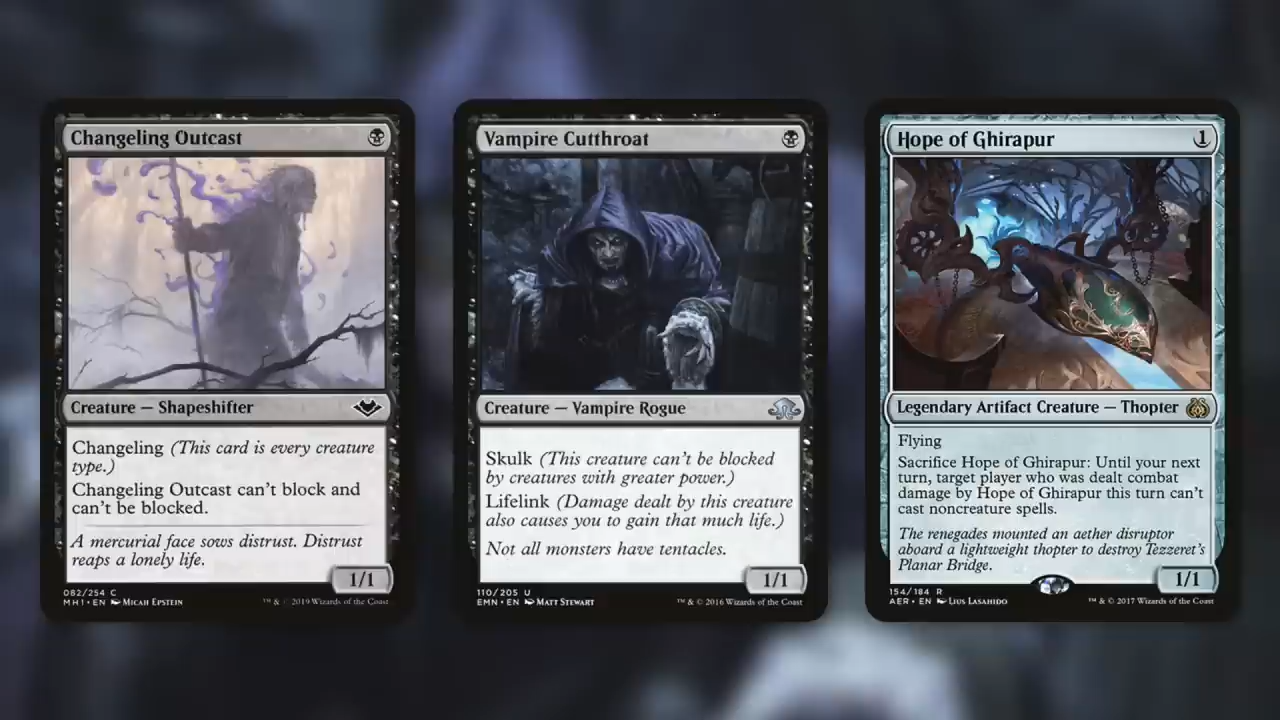 Changeling Outcast
Creature — Shapeshifter
Changeling (This card is every creature
type.)
Changeling Outcast can't block and
can't be blocked.
A mercurial face sows distrust. Distrust
reaps a lonely life.
1/1
082/254 C
MH1 • EN Micah Epstein
™ & © 2019 Wizards of the Coast
Vampire Cutthroat
Creature — Vampire Rogue
Skulk (This creature can't be blocked
by creatures with greater power.)
Lifelink (Damage dealt by this creature
also causes you to gain that much life.)
Not all monsters have tentacles.
1/1
110/205 U
EMN • EN Matt Stewart
™ & © 2016 Wizards of the Coast
Hope of Ghirapur
1
Legendary Artifact Creature — Thopter
Flying
Sacrifice Hope of Ghirapur: Until your next
turn, target player who was dealt combat
damage by Hope of Ghirapur this turn can't
cast noncreature spells.
The renegades mounted an aether disruptor
aboard a lightweight thopter to destroy Tezzeret's
Planar Bridge.
1/1
154/184 R
AER • EN Lius Lasahido
™ & © 2017 Wizards of the Coast